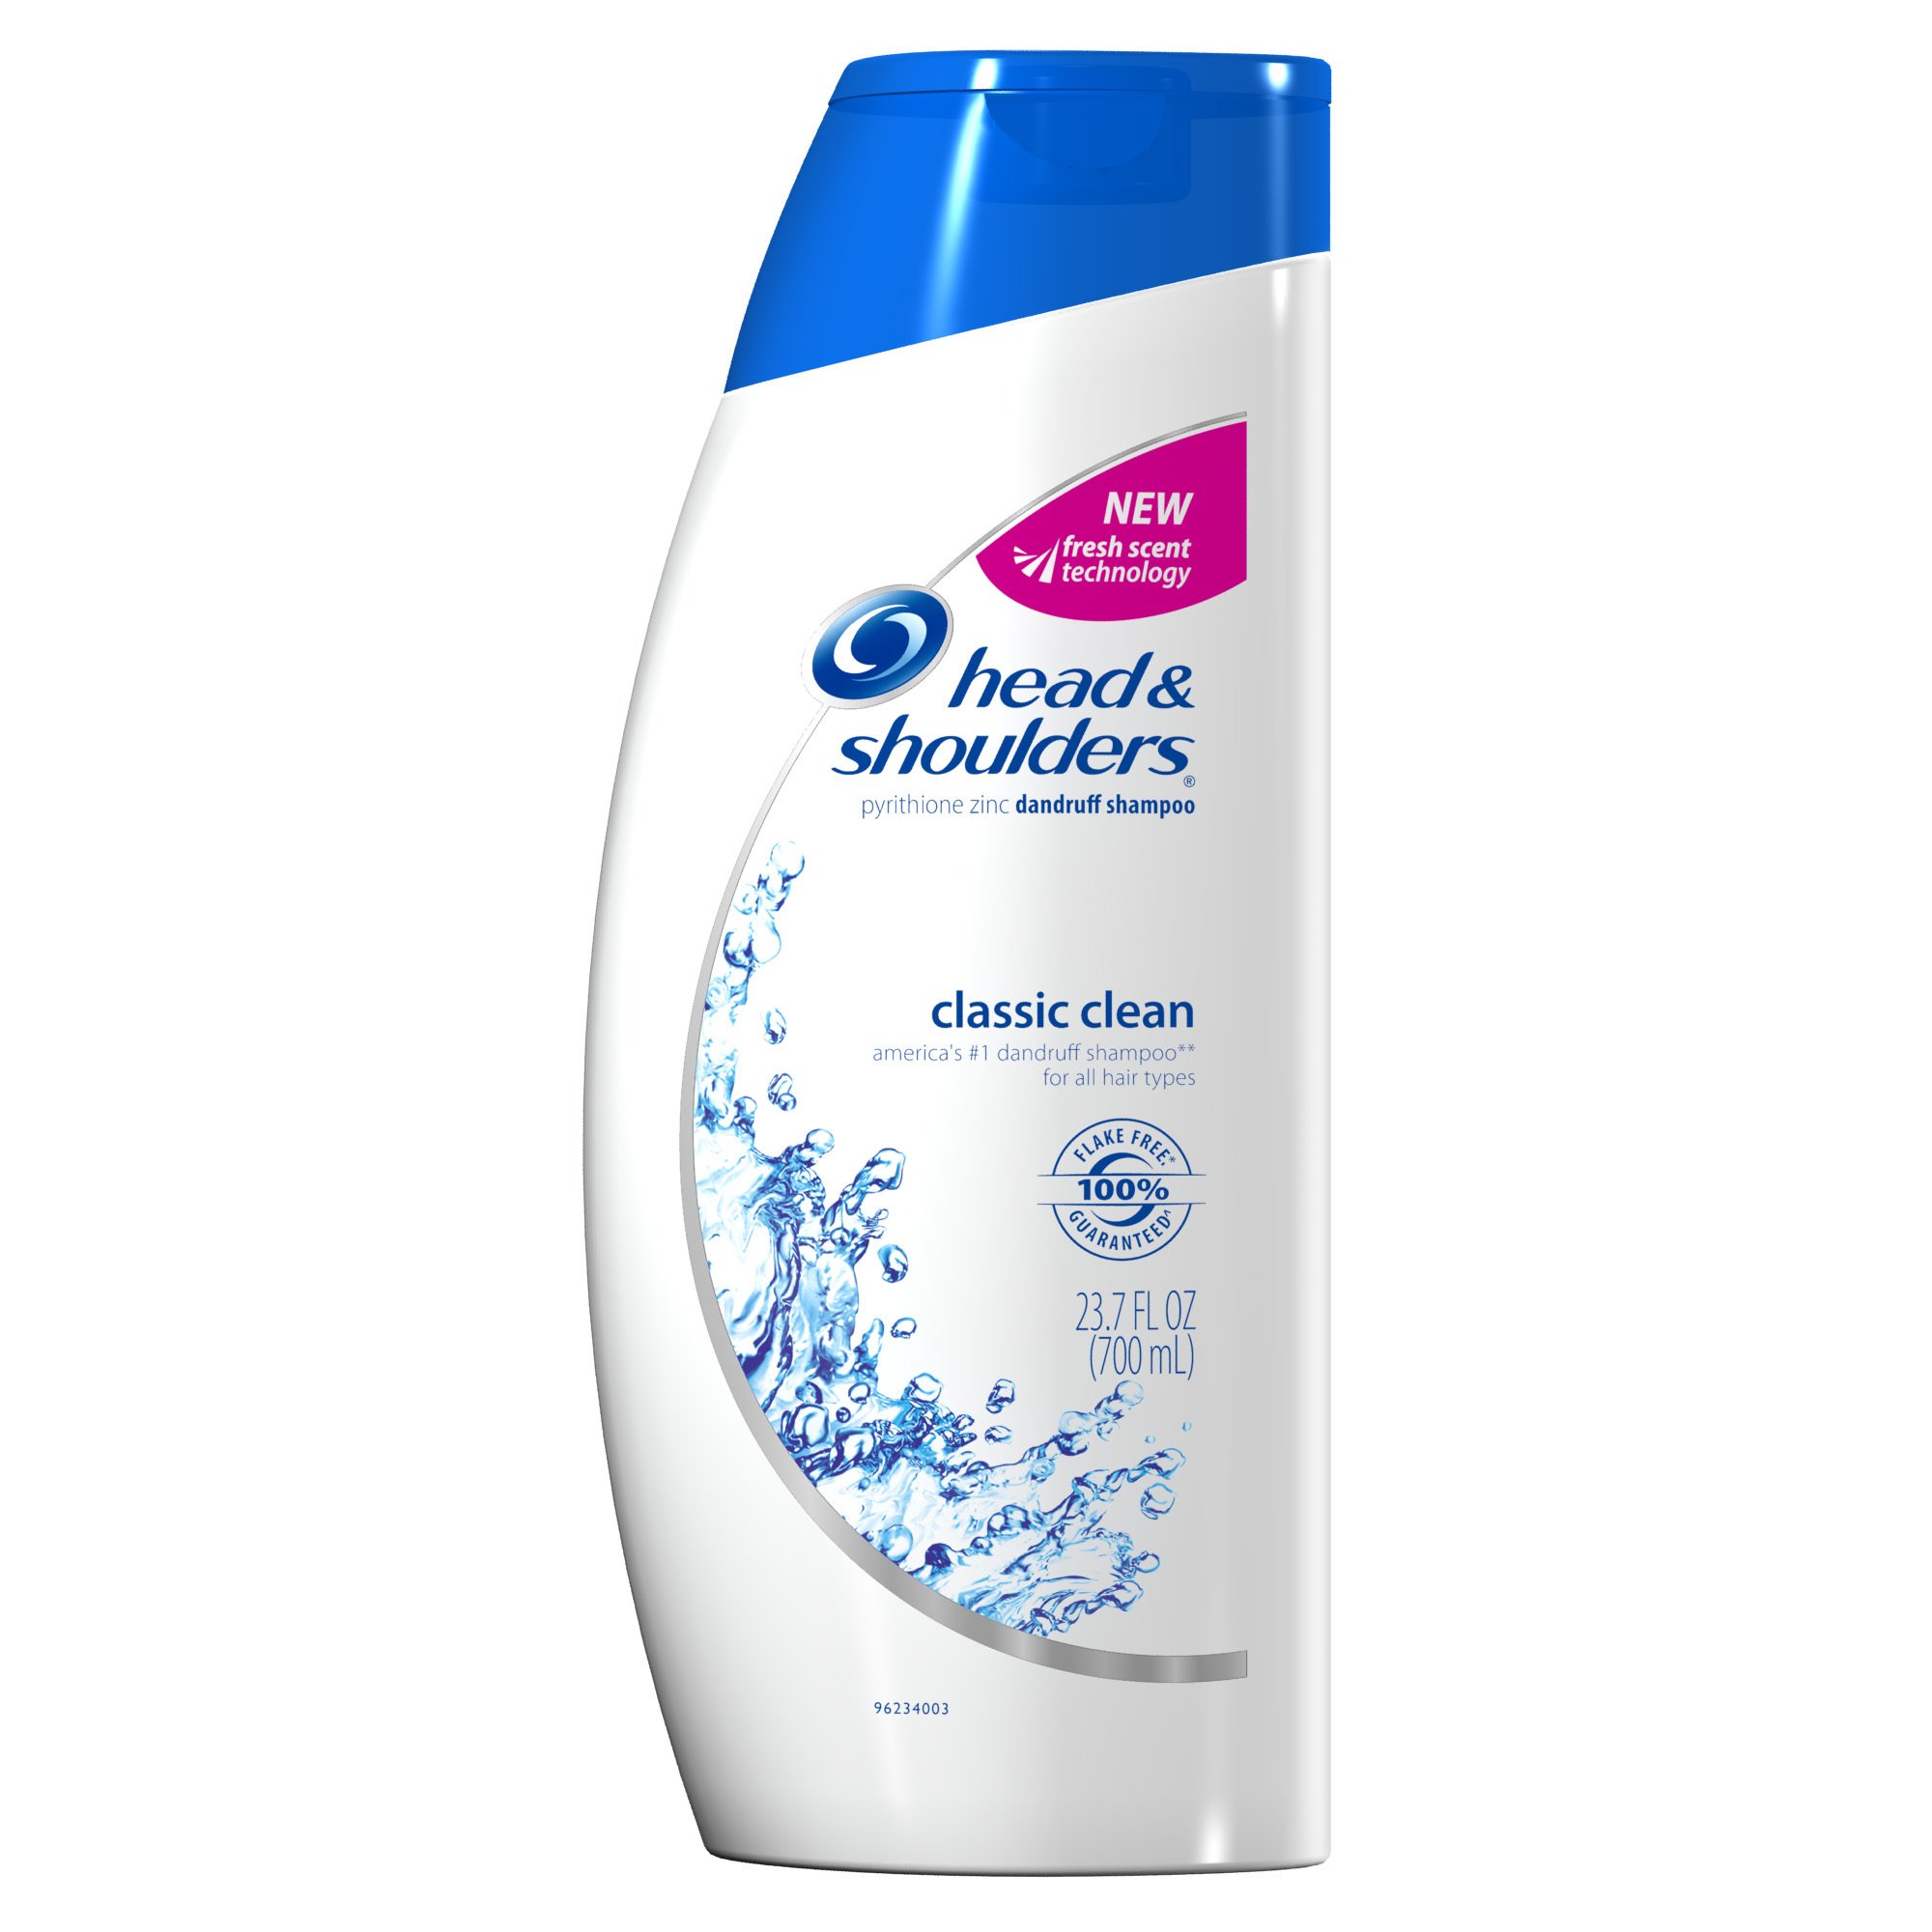 NEW
fresh scent
technology
head &
shoulders®
pyrithione zinc dandruff shampoo
classic clean
america's #1 dandruff shampoo**
for all hair types
FLAKE FREE.*
100%
GUARANTEED^
23.7 FL OZ
(700 mL)
96234003